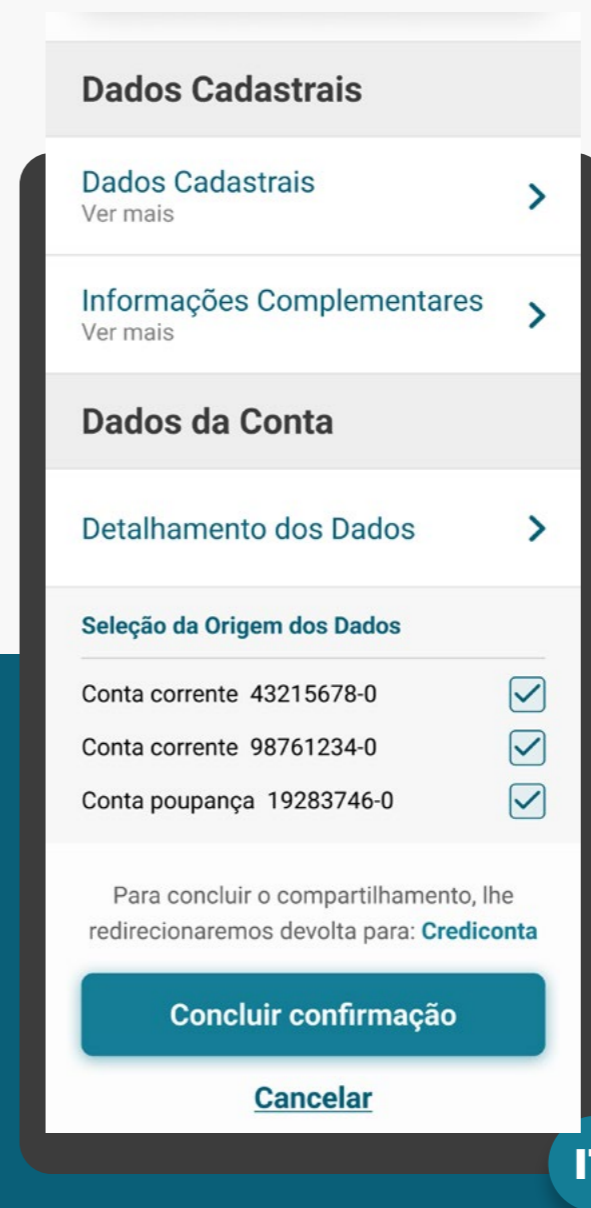 Dados Cadastrais
Dados Cadastrais
Ver mais
Informações Complementares
Ver mais
Dados da Conta
Detalhamento dos Dados
Seleção da Origem dos Dados
Conta corrente 43215678-0
Conta corrente 98761234-0
Conta poupança 19283746-0
Para concluir o compartilhamento, lhe
redirecionaremos devolta para: Crediconta
Concluir confirmação
Cancelar